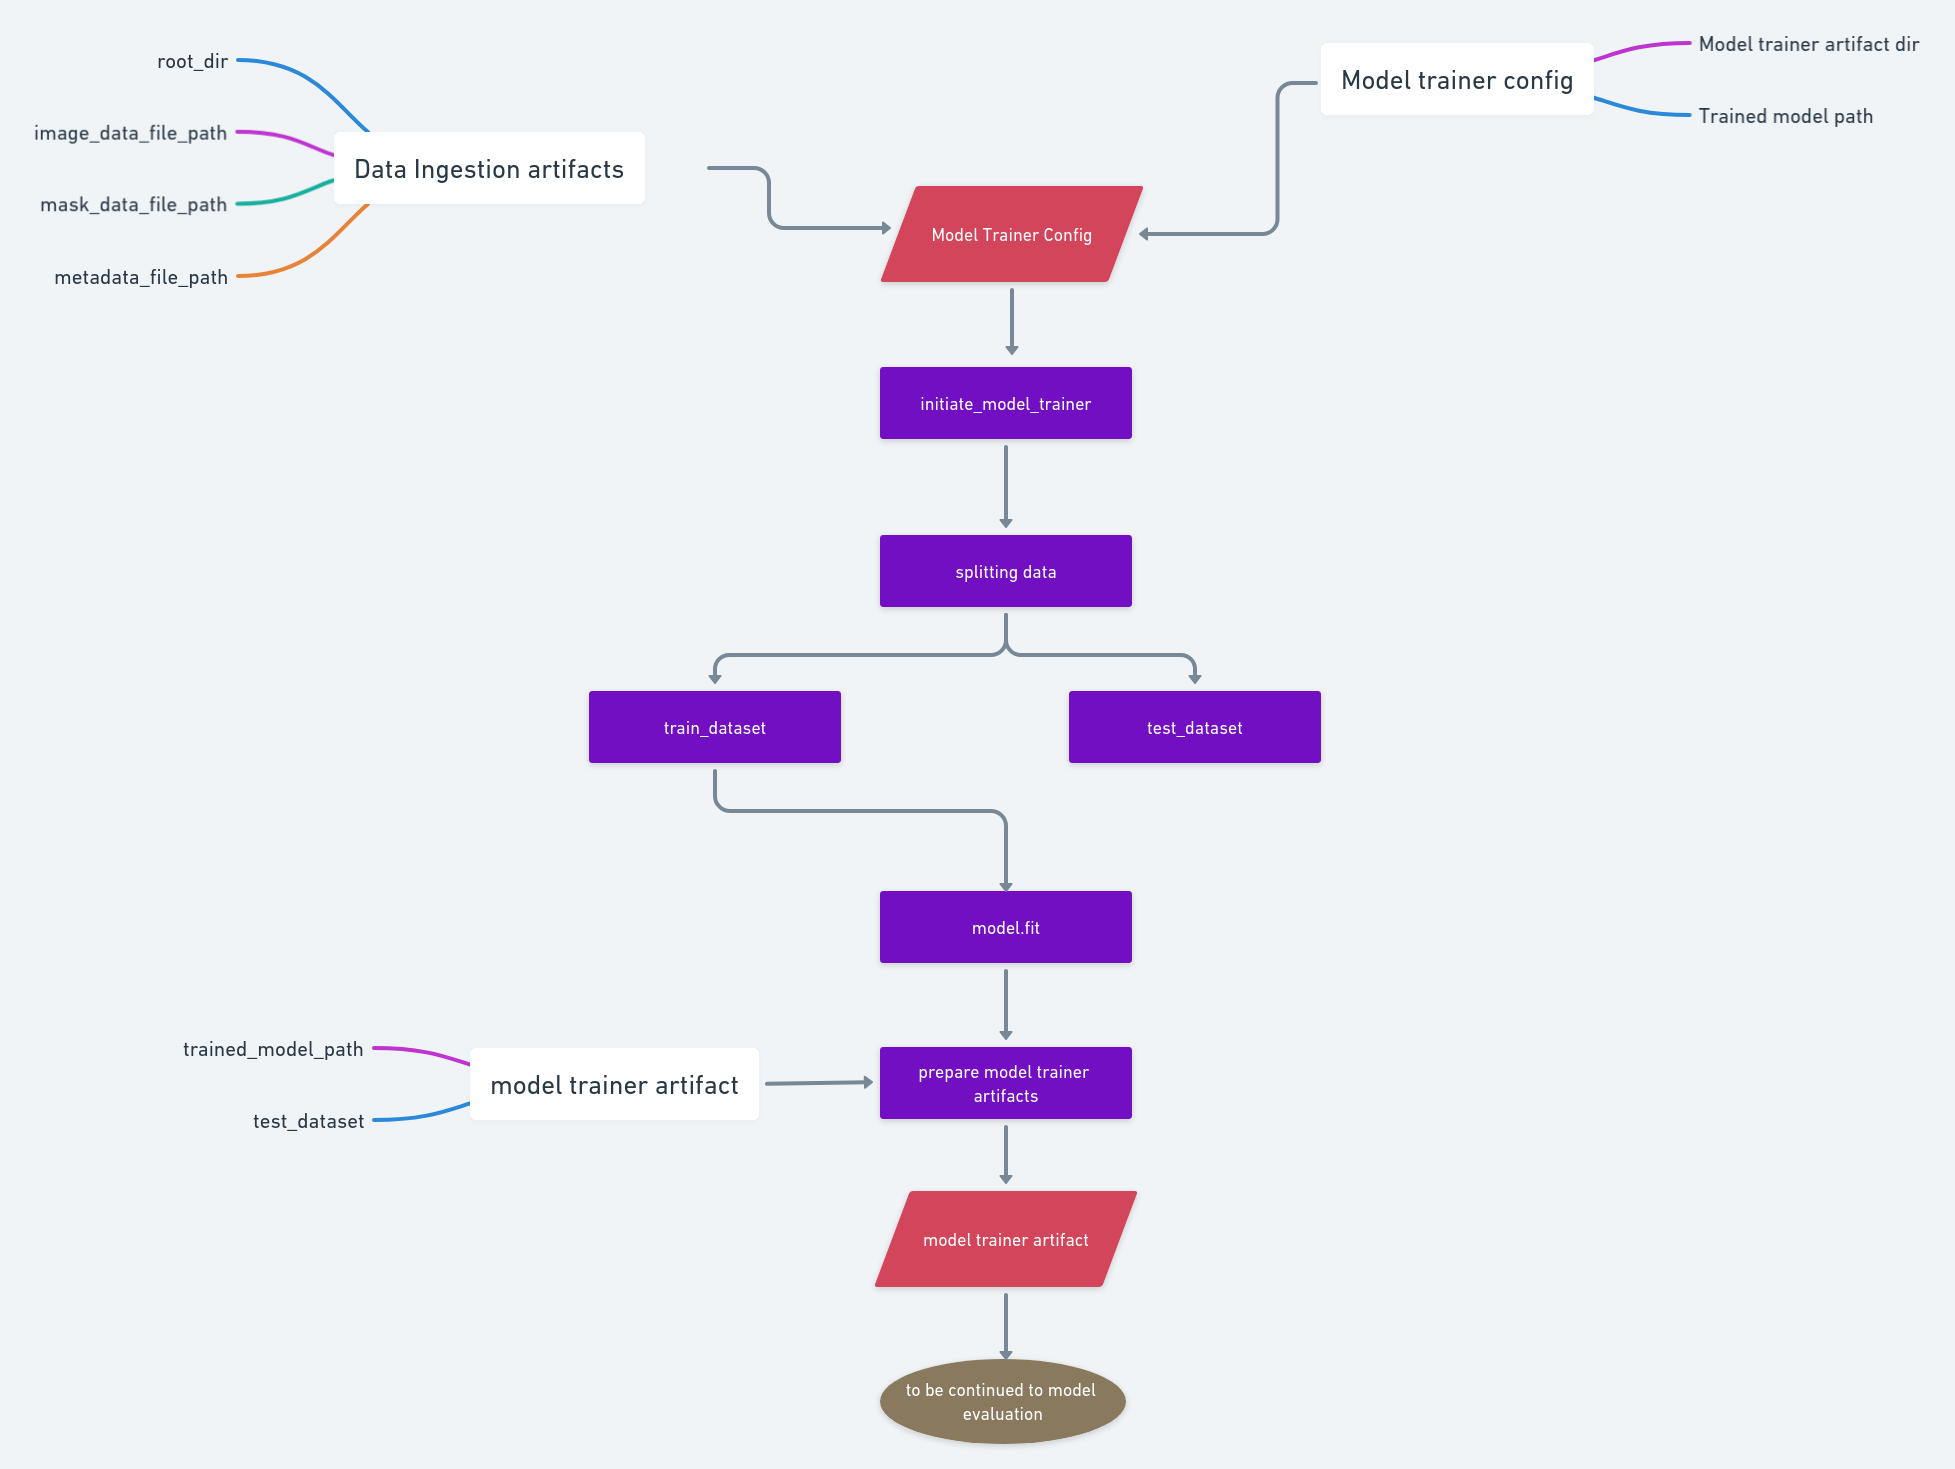 root_dir
image_data_file_path
mask_data_file_path
metadata_file_path
Data Ingestion artifacts
Model trainer config
Model trainer artifact dir
Trained model path
Model Trainer Config
initiate_model_trainer
splitting data
train_dataset
test_dataset
model.fit
trained_model_path
test_dataset
model trainer artifact
prepare model trainer
artifacts
model trainer artifact
to be continued to model
evaluation